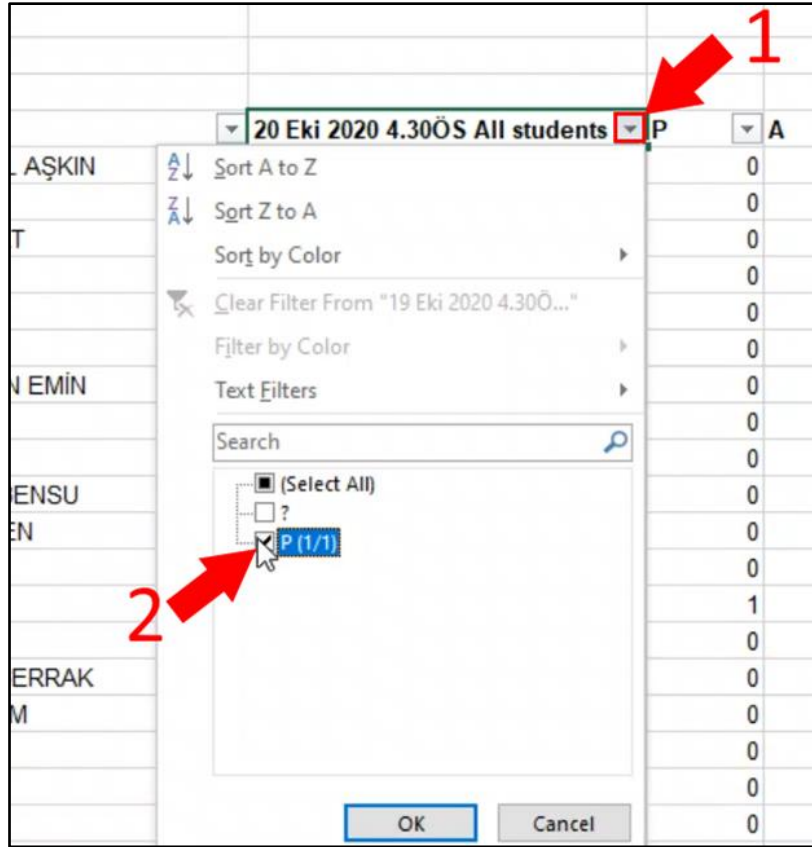 1
20 Eki 2020 4.30ÖS All students P A
AŞKIN Sort A to Z 0
Sort Z to A 0
T 0
Sort by Color 0
Clear Filter From "19 Eki 2020 4.30Ö..." 0
Filter by Color 0
N EMİN Text Filters 0
Search 0
0
BENSU (Select All) 0
EN ? 0
P (1/1) 0
1
2 0
ERRAK 0
M 0
0
0
OK Cancel 0